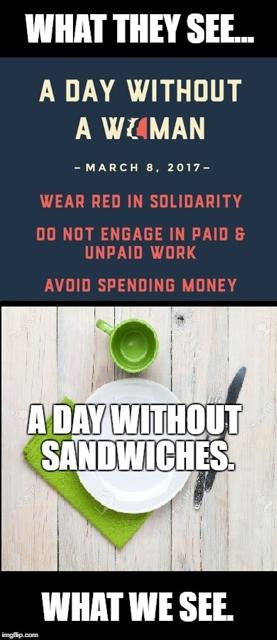 WHAT THEY SEE...
A DAY WITHOUT
A WOMAN
– MARCH 8, 2017 –
WEAR RED IN SOLIDARITY
DO NOT ENGAGE IN PAID &
UNPAID WORK
AVOID SPENDING MONEY
A DAY WITHOUT
SANDWICHES.
WHAT WE SEE.
imgflip.com